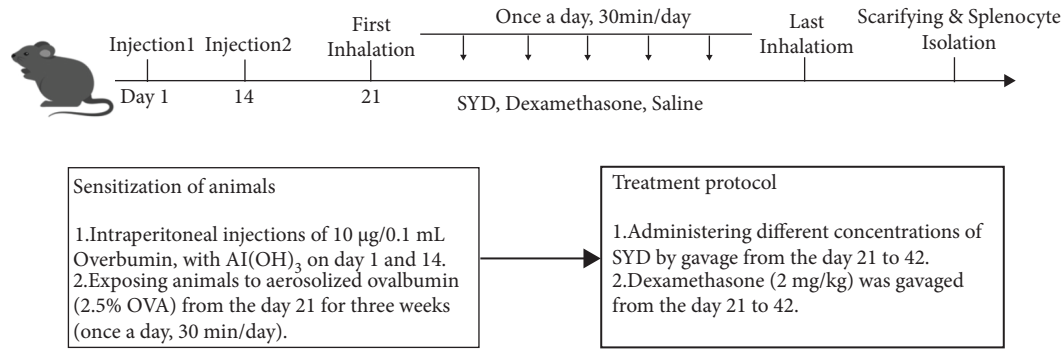 Injection1
Injection2
First
Inhalation
Once a day, 30min/day
Last
Inhalatiom
Scarifying & Splenocyte
Isolation
Day 1
14
21
SYD, Dexamethasone, Saline
Sensitization of animals
1.Intraperitoneal injections of 10 µg/0.1 mL
Overbumin, with AI(OH)3 on day 1 and 14.
2.Exposing animals to aerosolized ovalbumin
(2.5% OVA) from the day 21 for three weeks
(once a day, 30 min/day).
Treatment protocol
1.Administering different concentrations of
SYD by gavage from the day 21 to 42.
2.Dexamethasone (2 mg/kg) was gavaged
from the day 21 to 42.